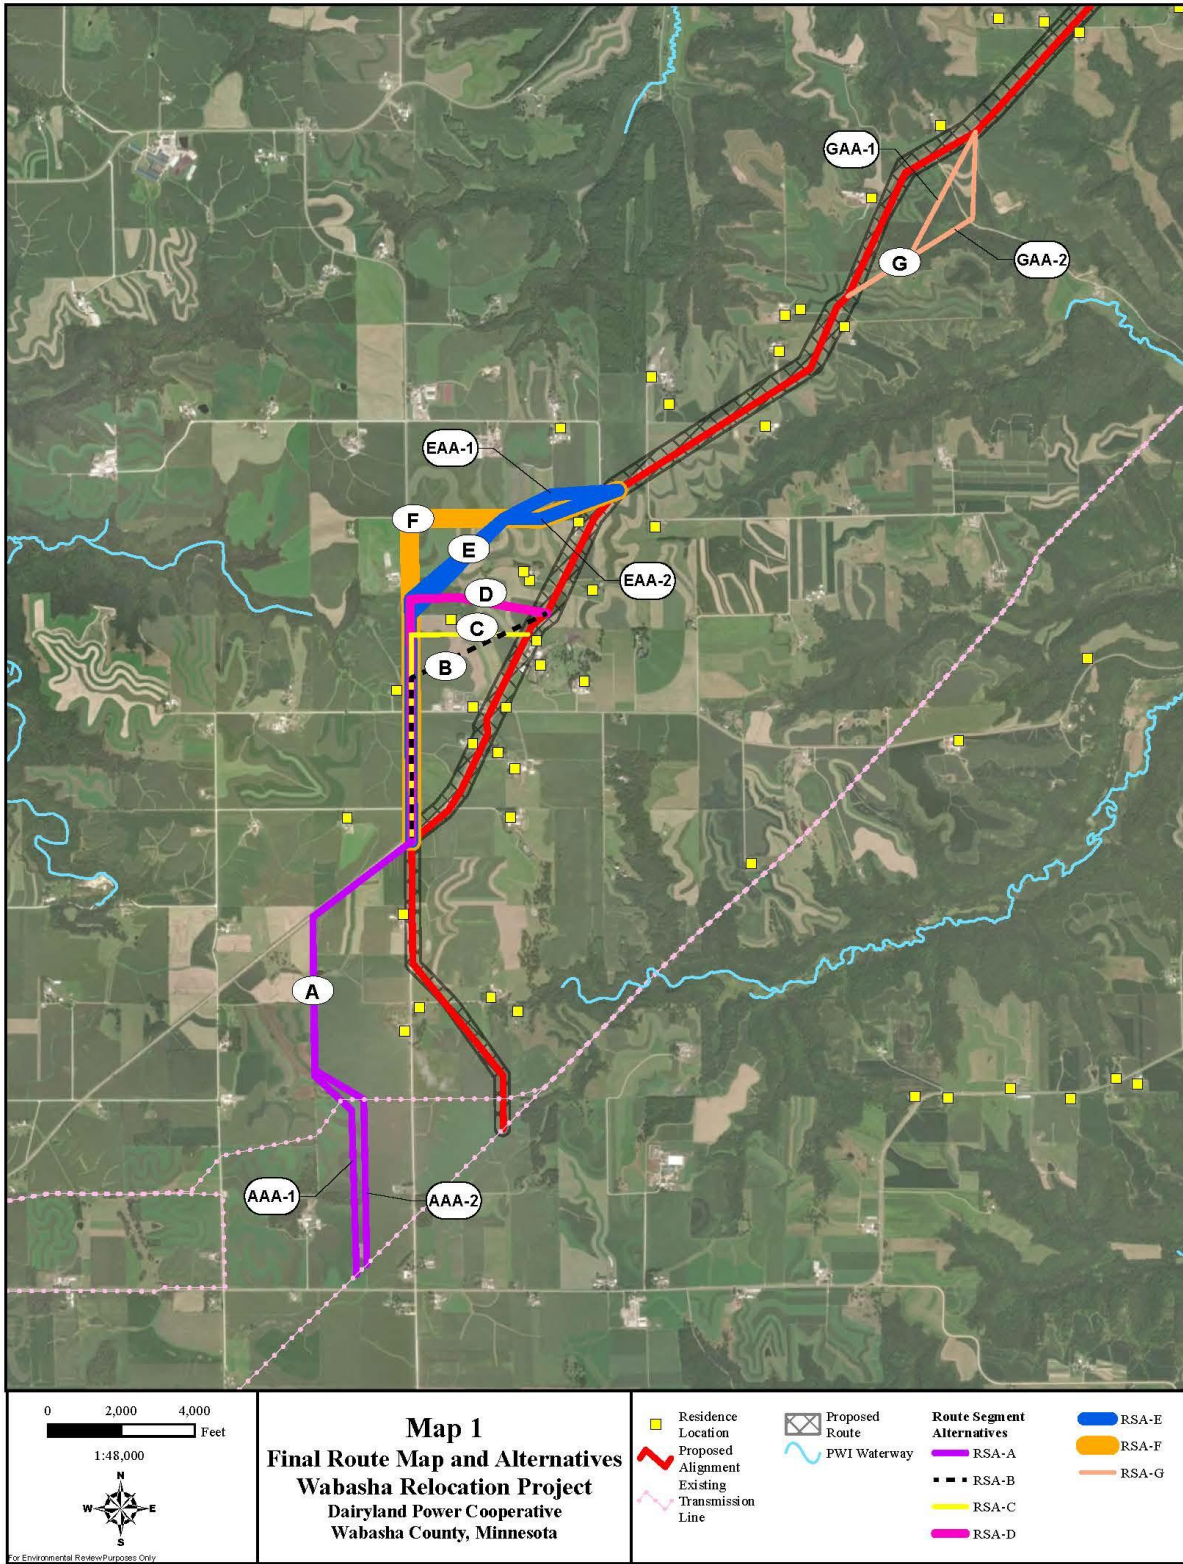 GAA-1
GAA-2
G
EAA-1
F
E
EAA-2
D
C
B
A
AAA-1
AAA-2
0 2,000 4,000
Feet
1:48,000
N
W E
S
For Environmental Review Purposes Only
Map 1
Final Route Map and Alternatives
Wabasha Relocation Project
Dairyland Power Cooperative
Wabasha County, Minnesota
Residence
Location
Proposed
Alignment
Existing
Transmission
Line
Proposed
Route
PWI Waterway
Route Segment
Alternatives
RSA-A
RSA-B
RSA-C
RSA-D
RSA-E
RSA-F
RSA-G